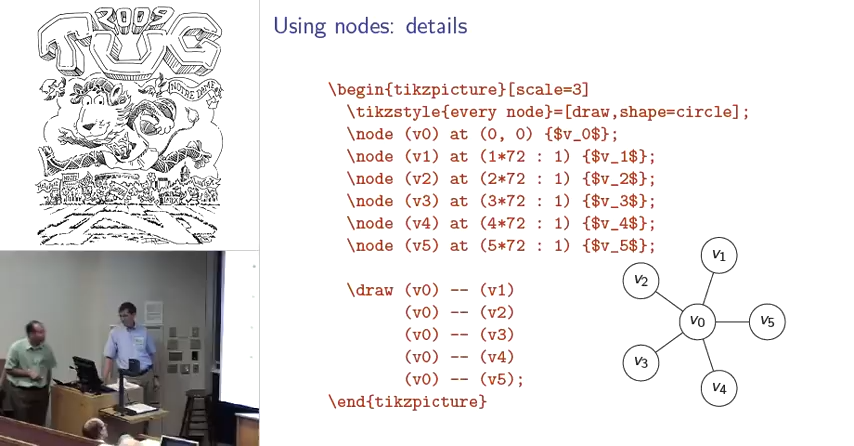 2009
TUG
NOTRE DAME
Using nodes: details
\begin{tikzpicture}[scale=3]
\tikzstyle{every node}=[draw,shape=circle];
\node (v0) at (0, 0) {$v_0$};
\node (v1) at (1*72 : 1) {$v_1$};
\node (v2) at (2*72 : 1) {$v_2$};
\node (v3) at (3*72 : 1) {$v_3$};
\node (v4) at (4*72 : 1) {$v_4$};
\node (v5) at (5*72 : 1) {$v_5$};
\draw (v0) -- (v1)
(v0) -- (v2)
(v0) -- (v3)
(v0) -- (v4)
(v0) -- (v5);
\end{tikzpicture}
v1
v2
v0
v5
v3
v4